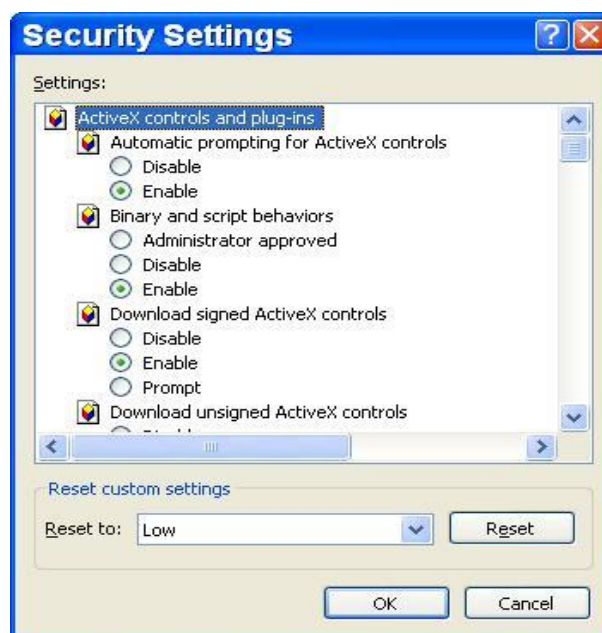 Security Settings
Settings:
ActiveX controls and plug-ins
Automatic prompting for ActiveX controls
Disable
Enable
Binary and script behaviors
Administrator approved
Disable
Enable
Download signed ActiveX controls
Disable
Enable
Prompt
Download unsigned ActiveX controls
Reset custom settings
Reset to: Low Reset
OK Cancel